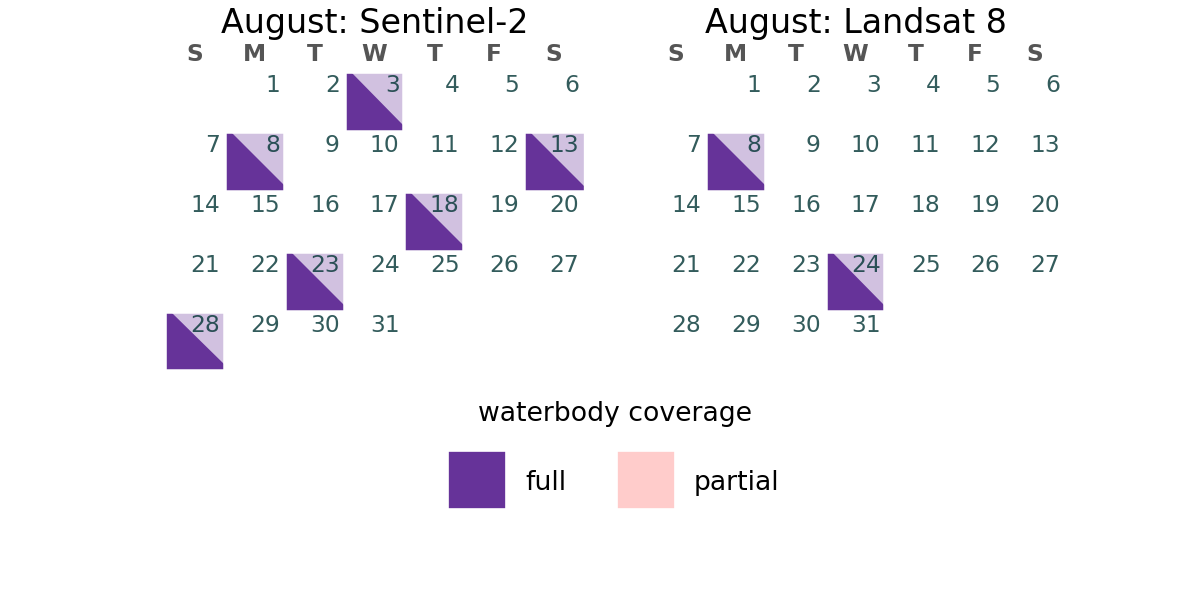 August: Sentinel-2
S M T W T F S
1 2 3 4 5 6
7 8 9 10 11 12 13
14 15 16 17 18 19 20
21 22 23 24 25 26 27
28 29 30 31
August: Landsat 8
S M T W T F S
1 2 3 4 5 6
7 8 9 10 11 12 13
14 15 16 17 18 19 20
21 22 23 24 25 26 27
28 29 30 31
waterbody coverage
full partial